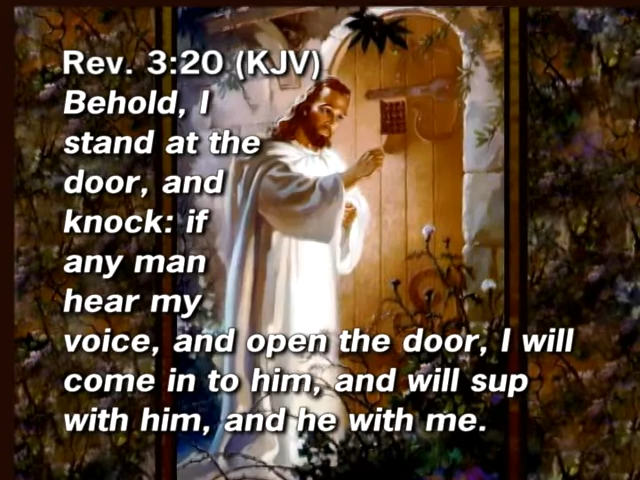 Rev. 3:20 (KJV)
Behold, I
stand at the
door, and
knock: if
any man
hear my
voice, and open the door, I will
come in to him, and will sup
with him, and he with me.